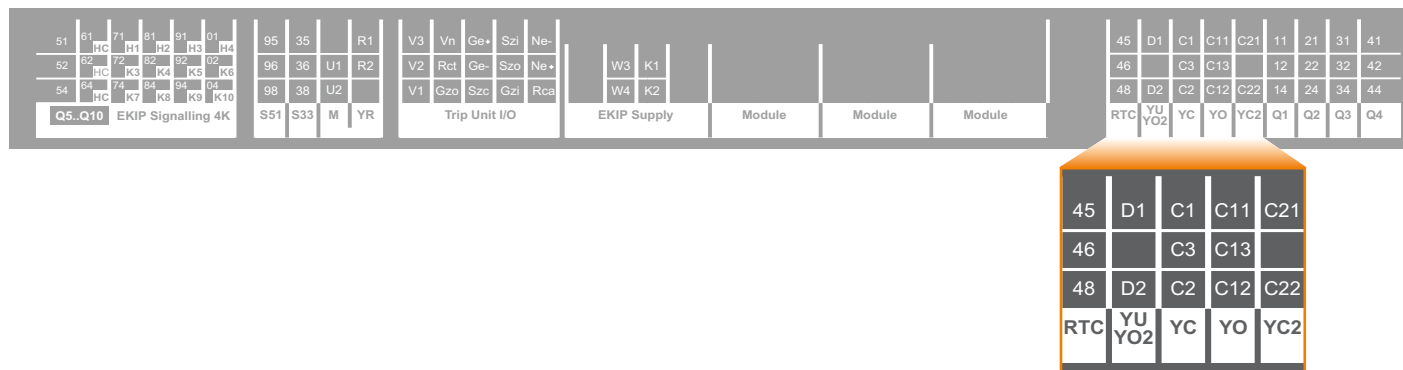 51 61 HC 71 H1 81 H2 91 H3 01 H4 95 35 R1 V3 Vn Ge+ Szi Ne- 45 D1 C1 C11 C21 11 21 31 41
52 62 HC 72 K3 82 K4 92 K5 02 K6 96 36 U1 R2 V2 Rct Ge- Szo Ne+ W3 K1 46 C3 C13 12 22 32 42
54 64 HC 74 K7 84 K8 94 K9 04 K10 98 38 U2 V1 Gzo Szc Gzi Rca W4 K2 48 D2 C2 C12 C22 14 24 34 44
Q5..Q10 EKIP Signalling 4K S51 S33 M YR Trip Unit I/O EKIP Supply Module Module Module RTC YU YO2 YC YO YC2 Q1 Q2 Q3 Q4
45 D1 C1 C11 C21
46 C3 C13
48 D2 C2 C12 C22
RTC YU YO2 YC YO YC2